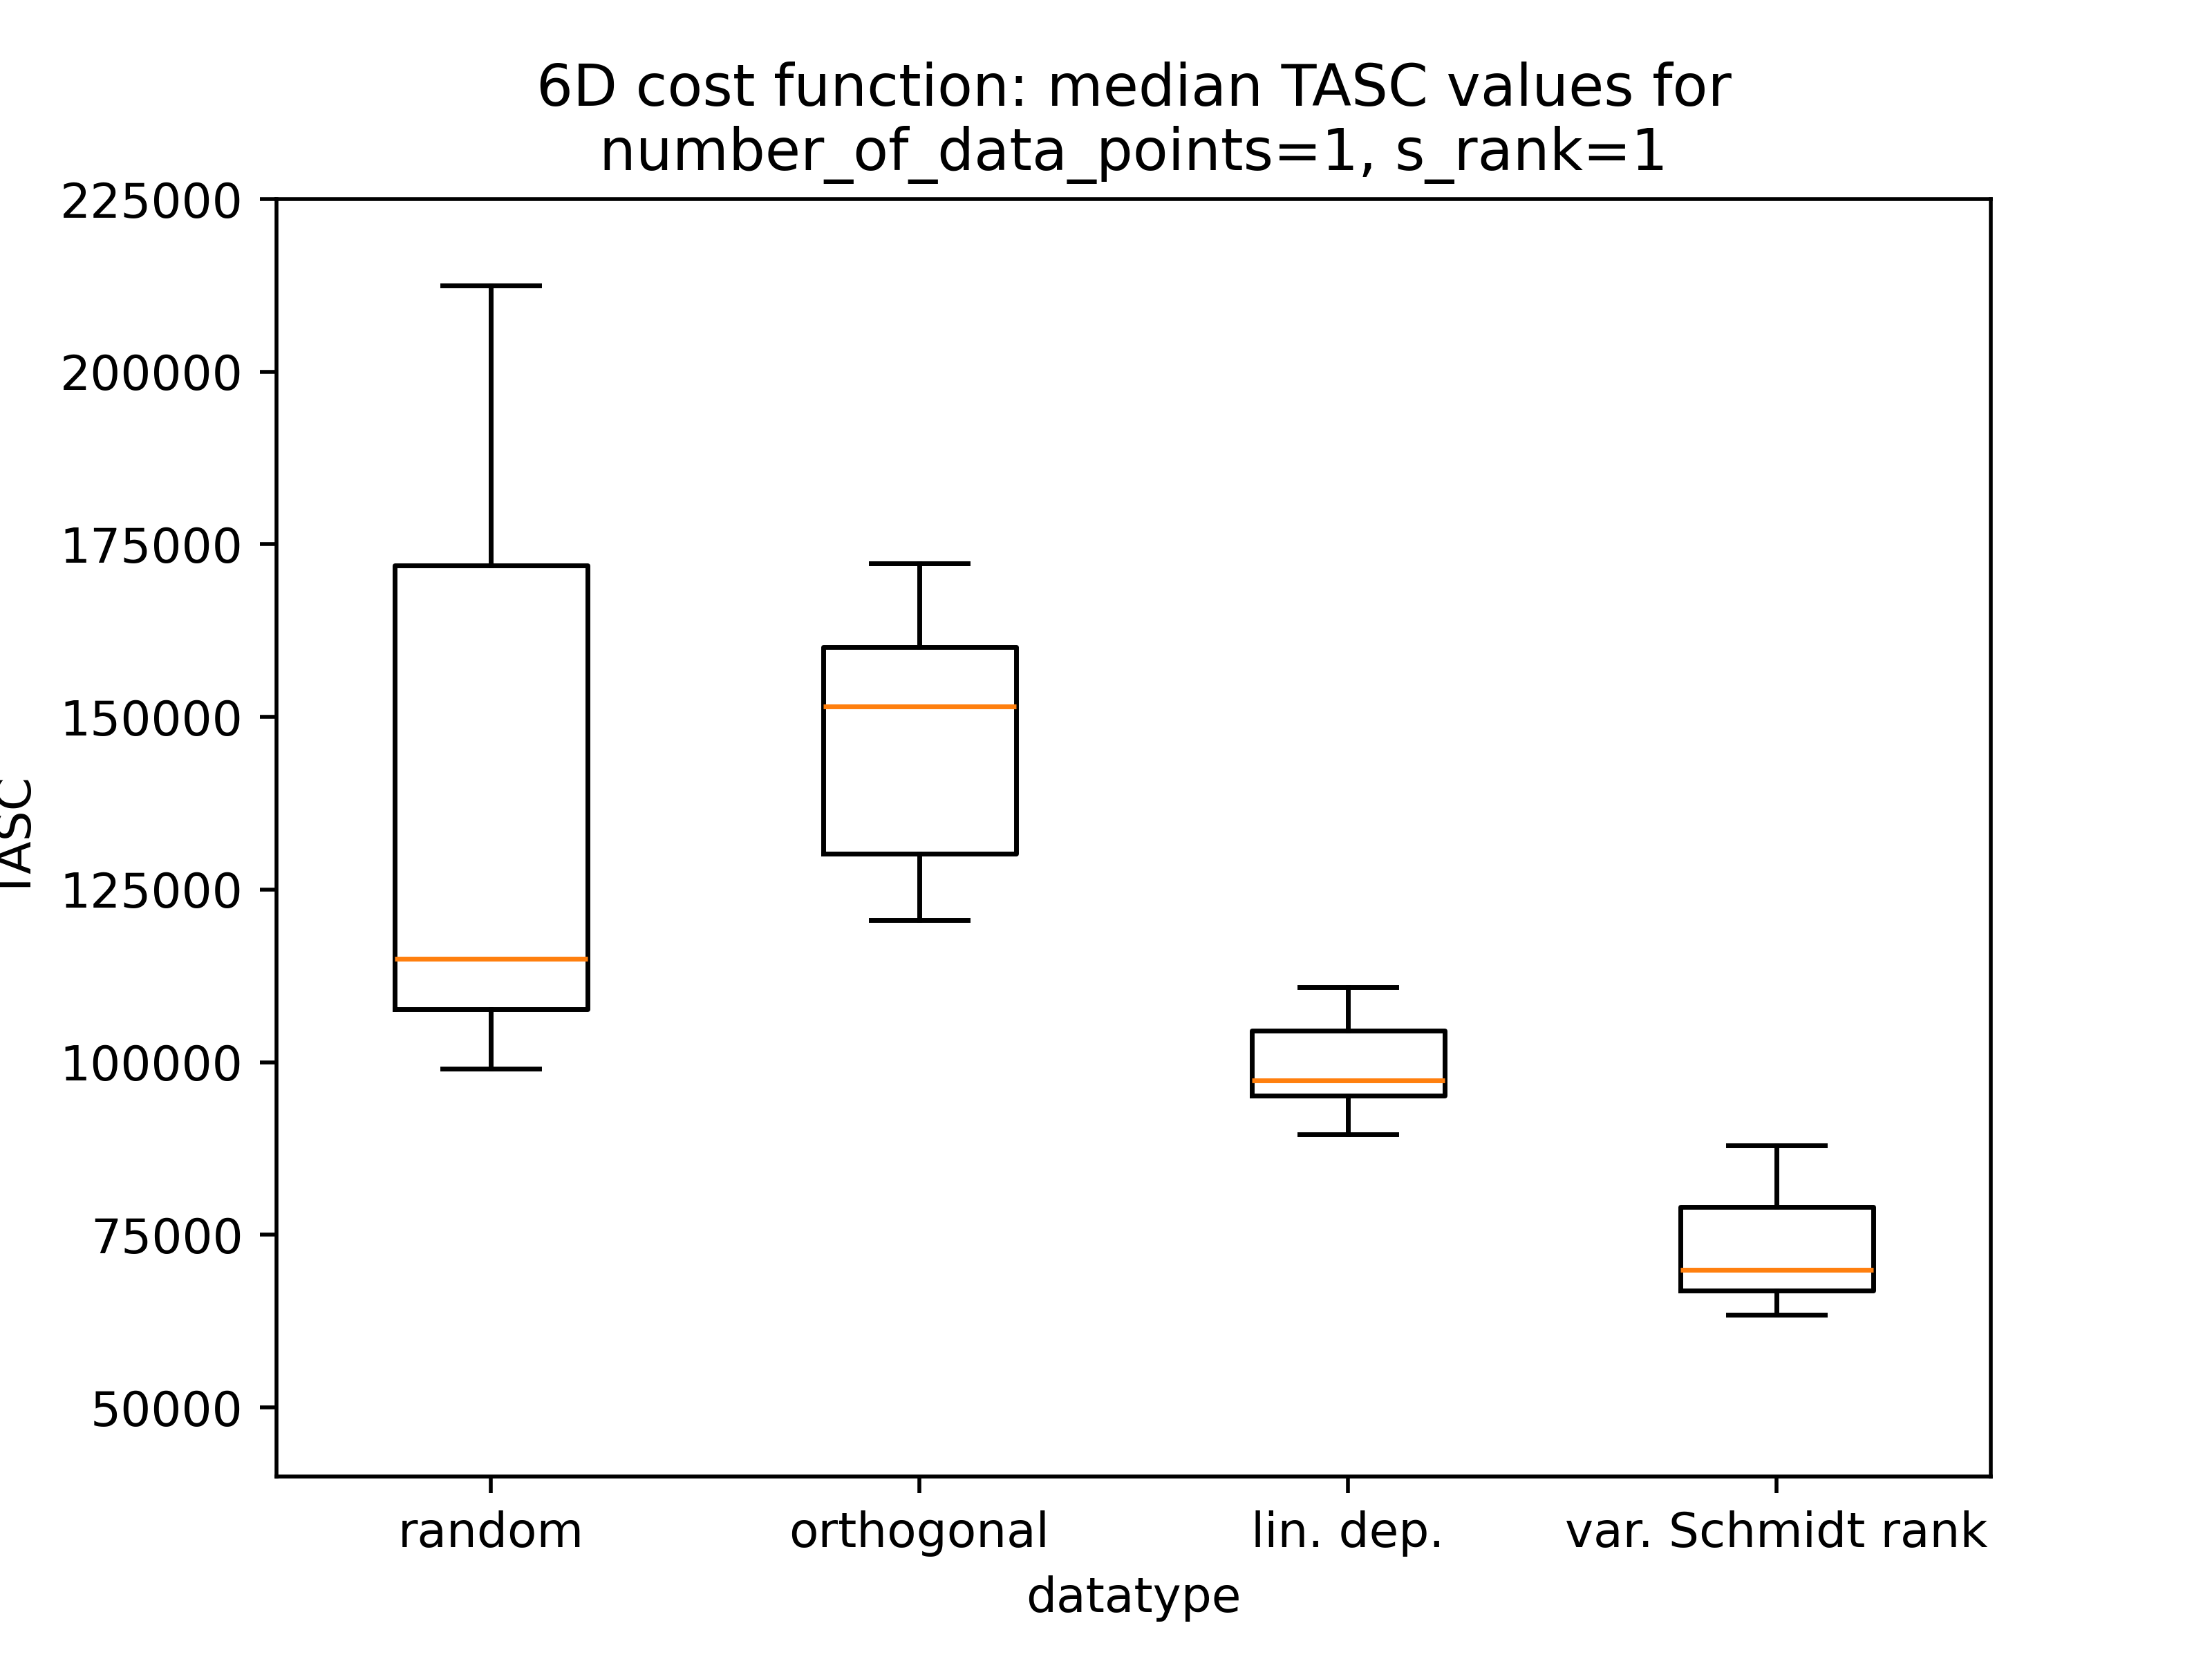 6D cost function: median TASC values for
number_of_data_points=1, s_rank=1
225000
200000
175000
150000
125000
100000
75000
50000
TASC
random
orthogonal
lin. dep.
var. Schmidt rank
datatype